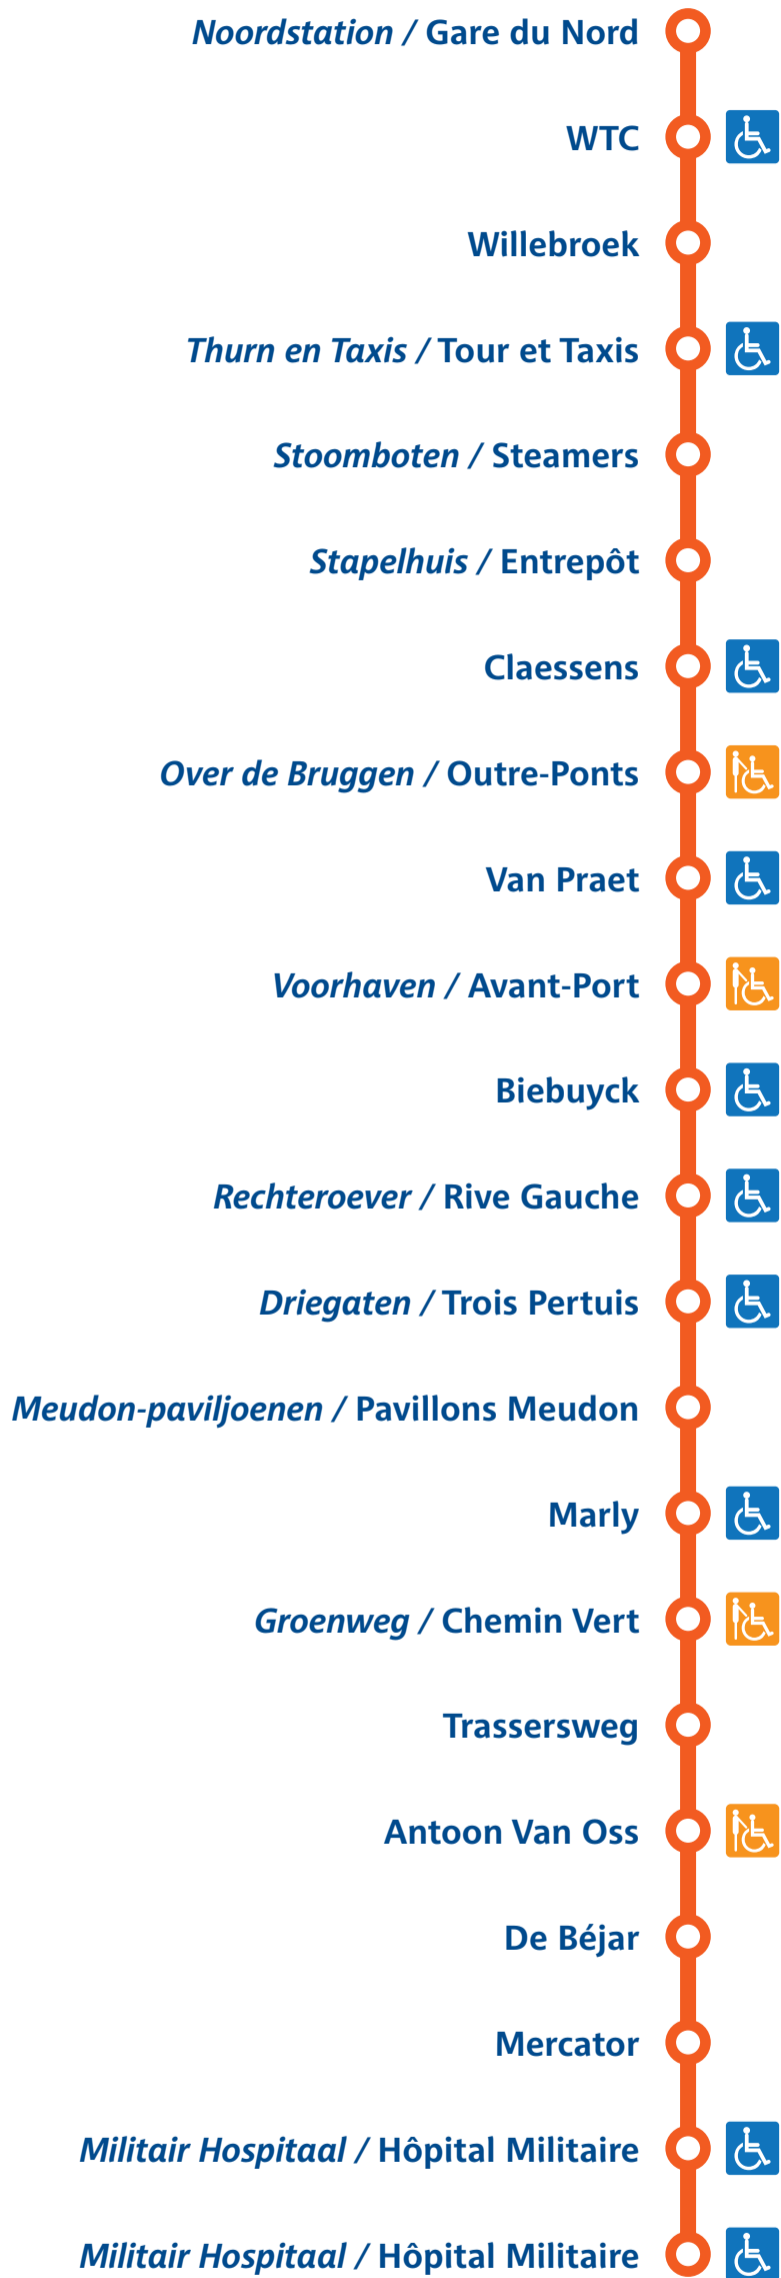 Noordstation / Gare du Nord
WTC
Willebroek
Thurn en Taxis / Tour et Taxis
Stoomboten / Steamers
Stapelhuis / Entrepôt
Claessens
Over de Bruggen / Outre-Ponts
Van Praet
Voorhaven / Avant-Port
Biebuyck
Rechteroever / Rive Gauche
Driegaten / Trois Pertuis
Meudon-paviljoenen / Pavillons Meudon
Marly
Groenweg / Chemin Vert
Trassersweg
Antoon Van Oss
De Béjar
Mercator
Militair Hospitaal / Hôpital Militaire
Militair Hospitaal / Hôpital Militaire